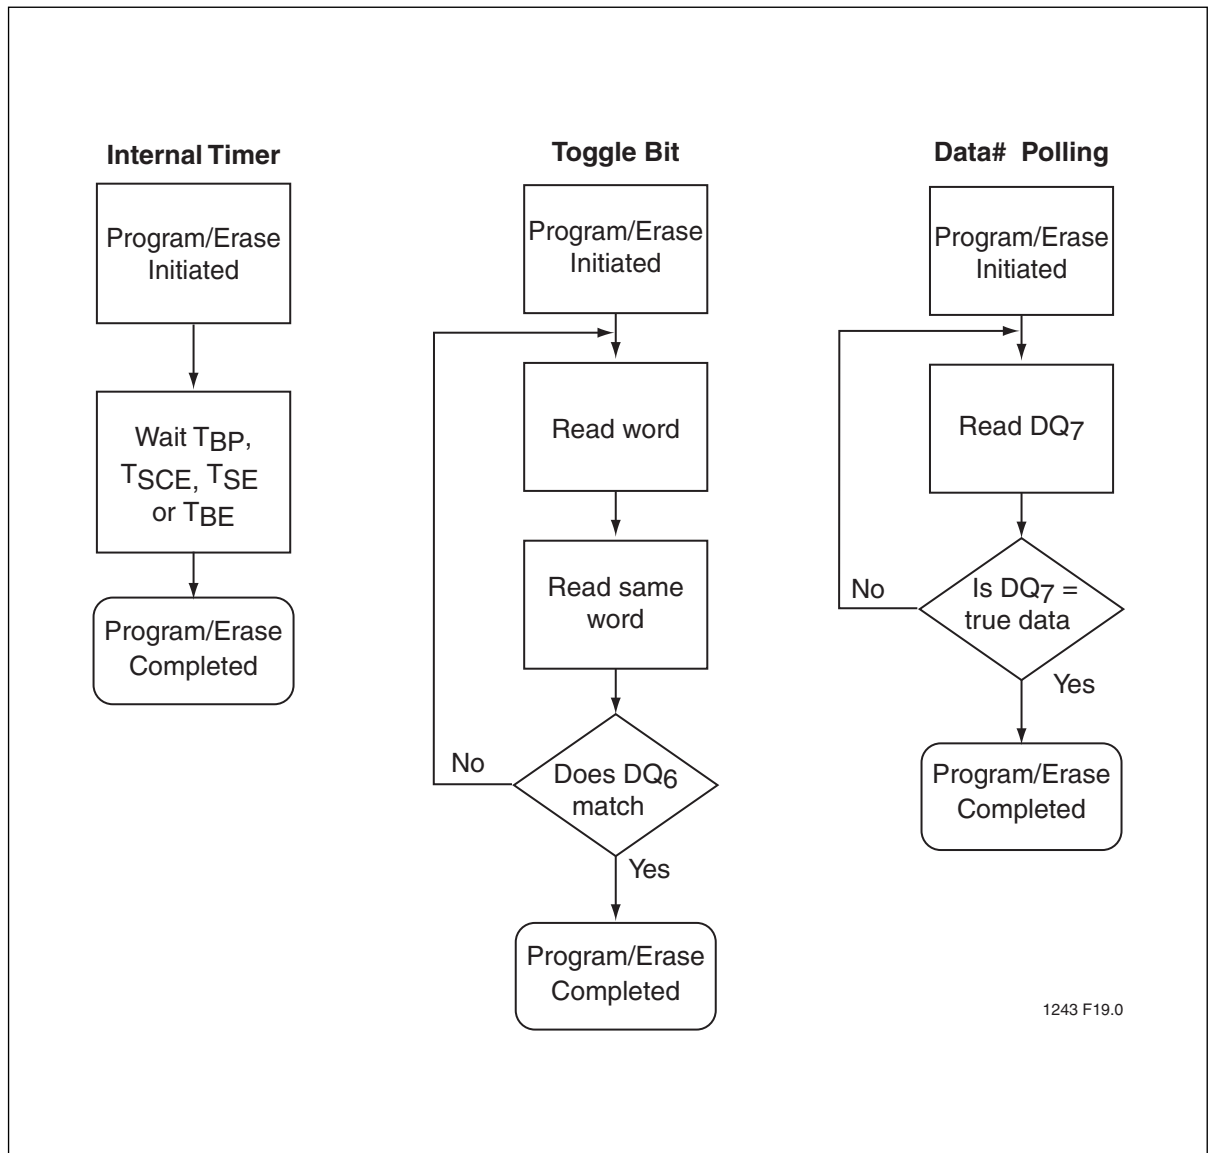 Internal Timer
Program/Erase
Initiated
Wait TBP,
TSCE, TSE
or TBE
Program/Erase
Completed
Toggle Bit
Program/Erase
Initiated
Read word
Read same
word
Does DQ6
match
No
Yes
Program/Erase
Completed
Data# Polling
Program/Erase
Initiated
Read DQ7
Is DQ7 =
true data
No
Yes
Program/Erase
Completed
1243 F19.0